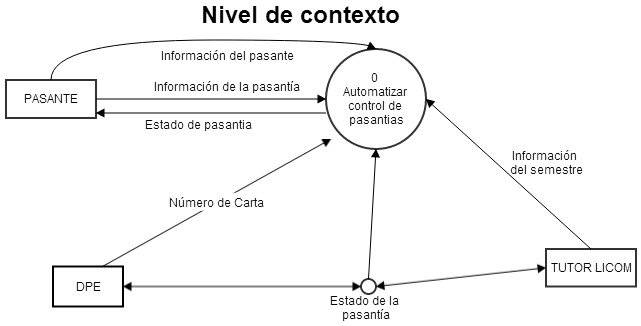 Nivel de contexto
Información del pasante
0
Automatizar
control de
pasantias
Información de la pasantía
PASANTE
Estado de pasantia
Información
del semestre
Número de Carta
TUTOR LICOM
DPE
Estado de la
pasantía